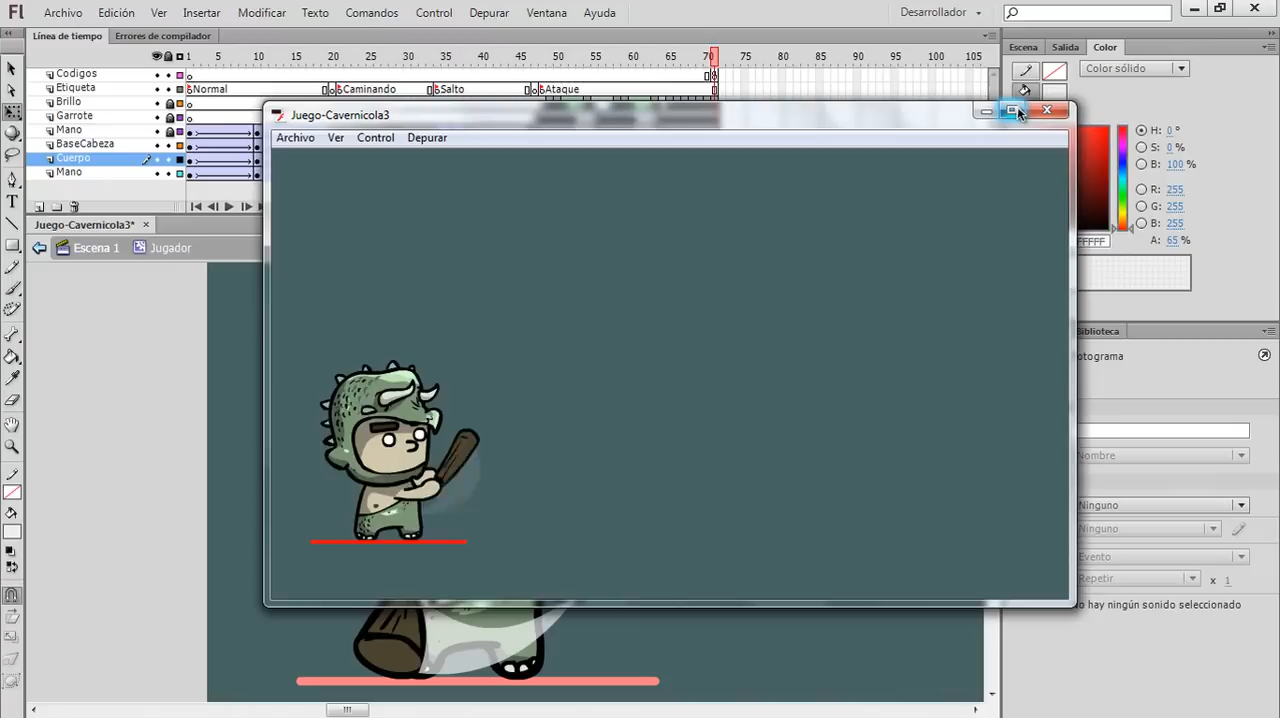 Fl Archivo Edición Ver Insertar Modificar Texto Comandos Control Depurar Ventana Ayuda Desarrollador
Línea de tiempo Errores de compilador
Escena Salida Color
1 5 10 15 20 25 30 35 40 45 50 55 60 65 70 75 80 85 90 95 100 105
Color sólido
Codigos
Etiqueta Normal Caminando Salto Ataque
Brillo
Garrote
Mano
BaseCabeza
Cuerpo
Mano
Juego-Cavernicola3
Archivo Ver Control Depurar
H: 0 °
S: 0 %
B: 100 %
R: 255
G: 255
B: 255
A: 65 %
FFFFF
Juego-Cavernicola3*
Escena 1 Jugador
Biblioteca
otograma
Nombre
Ninguno
Ninguno
Evento
Repetir x 1
o hay ningún sonido seleccionado